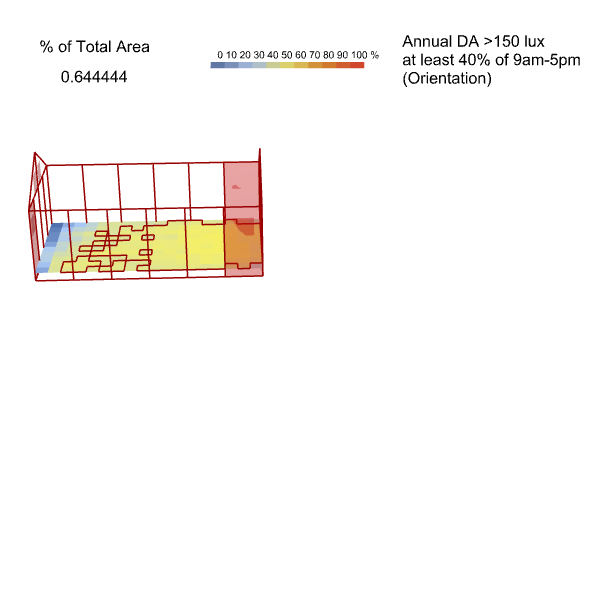 % of Total Area
0.644444
0 10 20 30 40 50 60 70 80 90 100 %
Annual DA >150 lux
at least 40% of 9am-5pm
(Orientation)